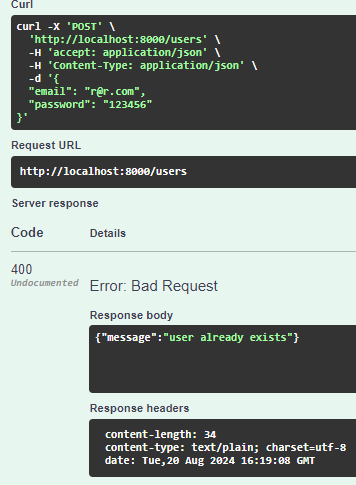 Curl
curl -X 'POST' \
  'http://localhost:8000/users' \
  -H 'accept: application/json' \
  -H 'Content-Type: application/json' \
  -d '{
  "email": "r@r.com",
  "password": "123456"
}'
Request URL
http://localhost:8000/users
Server response
Code Details
400
Undocumented
Error: Bad Request
Response body
{"message":"user already exists"}
Response headers
content-length: 34
content-type: text/plain; charset=utf-8
date: Tue,20 Aug 2024 16:19:08 GMT